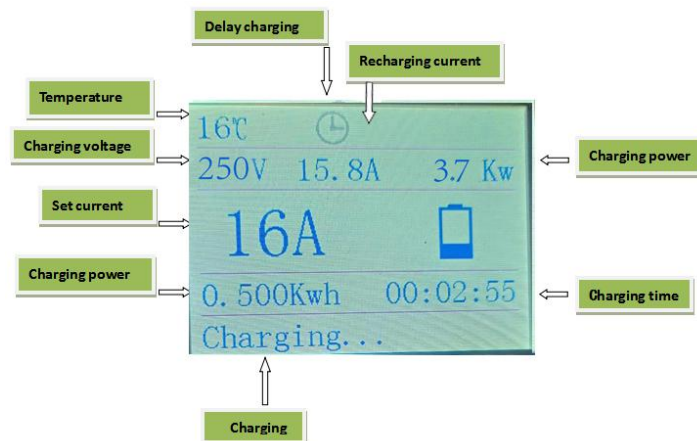 Delay charging
Recharging current
Temperature
16℃
Charging voltage
250V 15.8A 3.7 Kw
Charging power
Set current
16A
Charging power
0.500Kwh 00:02:55
Charging time
Charging...
Charging